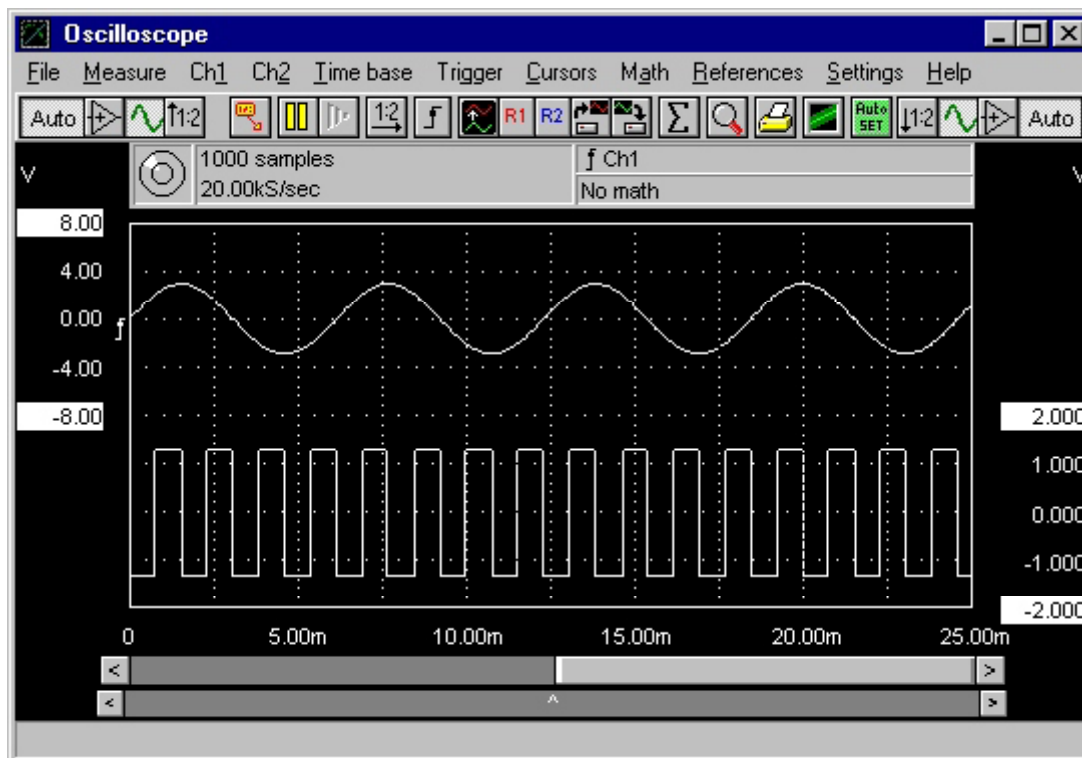 Oscilloscope
File Measure Ch1 Ch2 Time base Trigger Cursors Math References Settings Help
Auto 1:2 1:2 R1 R2 Σ Auto SET 1:2 Auto
1000 samples
20.00kS/sec
Ch1
No math
V
8.00
4.00
0.00
-4.00
-8.00
V
2.000
1.000
0.000
-1.000
-2.000
0 5.00m 10.00m 15.00m 20.00m 25.00m